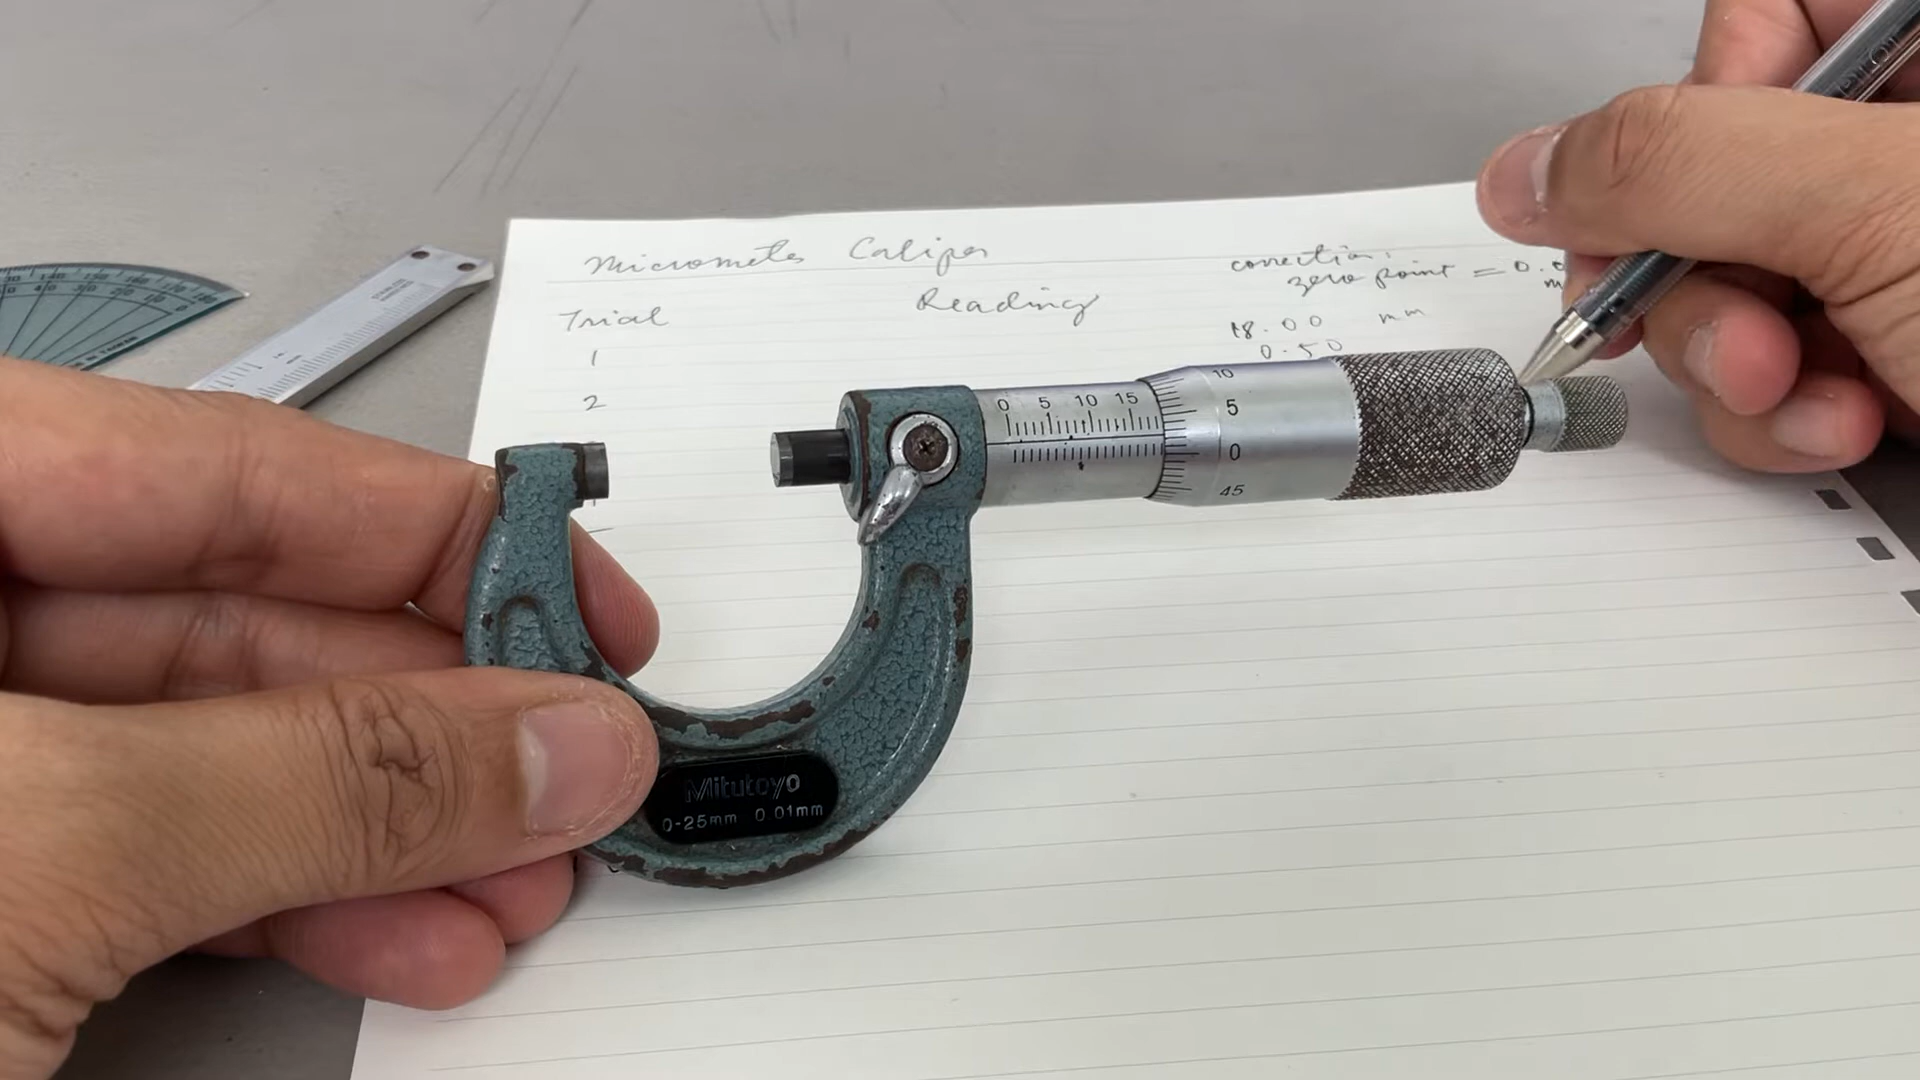 Micrometer Caliper
correction:
zero point = 0.0
m
Trial
Reading
18.00 mm
0.50
1
2
0 5 10 15
10
5
0
45
Mitutoyo
0-25mm 0.01mm